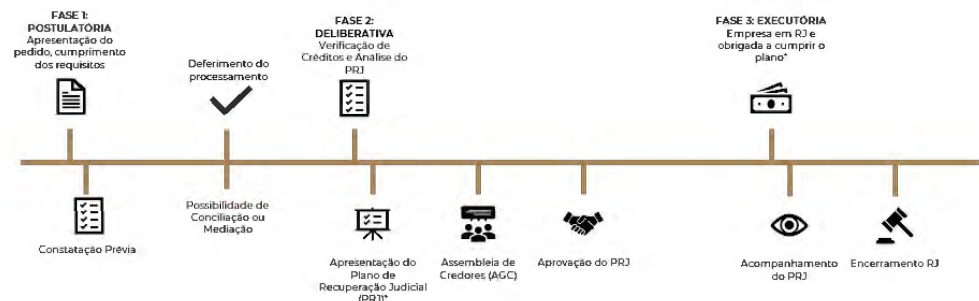 FASE 1:
POSTULATÓRIA
Apresentação do
pedido, cumprimento
dos requisitos
Deferimento do
processamento
FASE 2:
DELIBERATIVA
Verificação de
Créditos e Análise do
PRJ
FASE 3: EXECUTÓRIA
Empresa em RJ e
obrigada a cumprir o
plano*
Constatação Prévia
Possibilidade de
Conciliação ou
Mediação
Apresentação do
Plano de
Recuperação Judicial
(PRJ)*
Assembleia de
Credores (AGC)
Aprovação do PRJ
Acompanhamento
do PRJ
Encerramento RJ